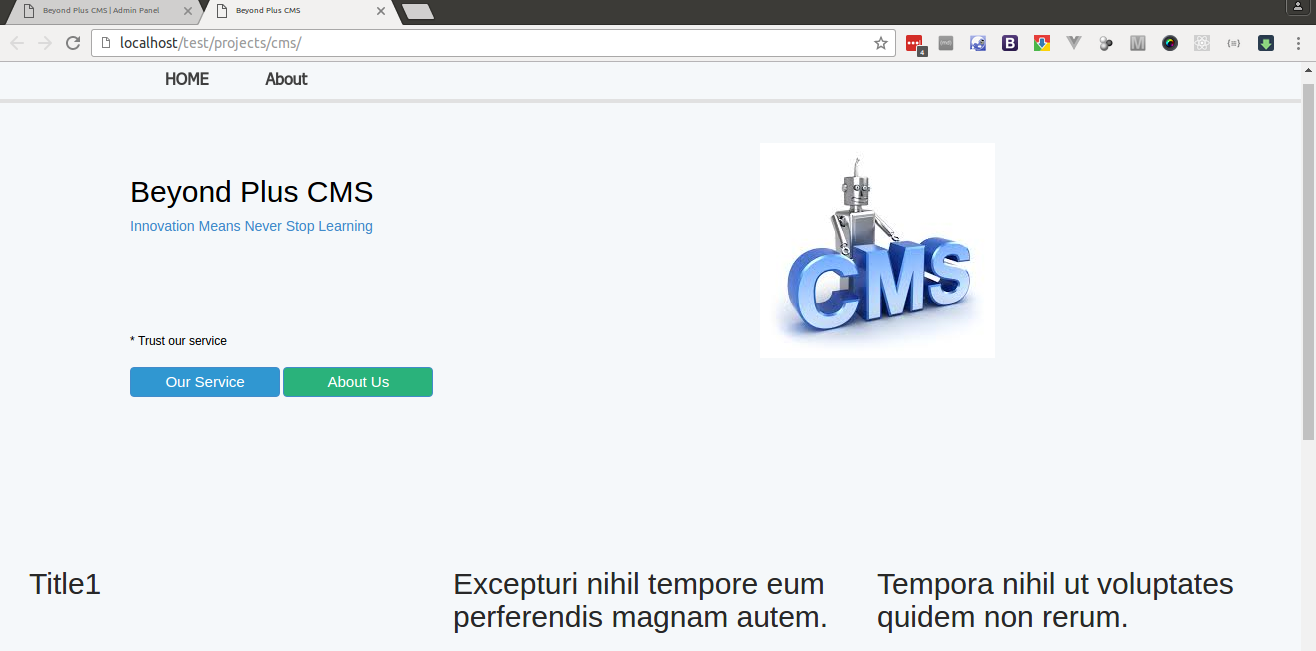 Beyond Plus CMS | Admin Panel
Beyond Plus CMS
localhost/test/projects/cms/
4
HOME
About
Beyond Plus CMS
Innovation Means Never Stop Learning
CMS
* Trust our service
Our Service
About Us
Title1
Excepturi nihil tempore eum
perferendis magnam autem.
Tempora nihil ut voluptates
quidem non rerum.